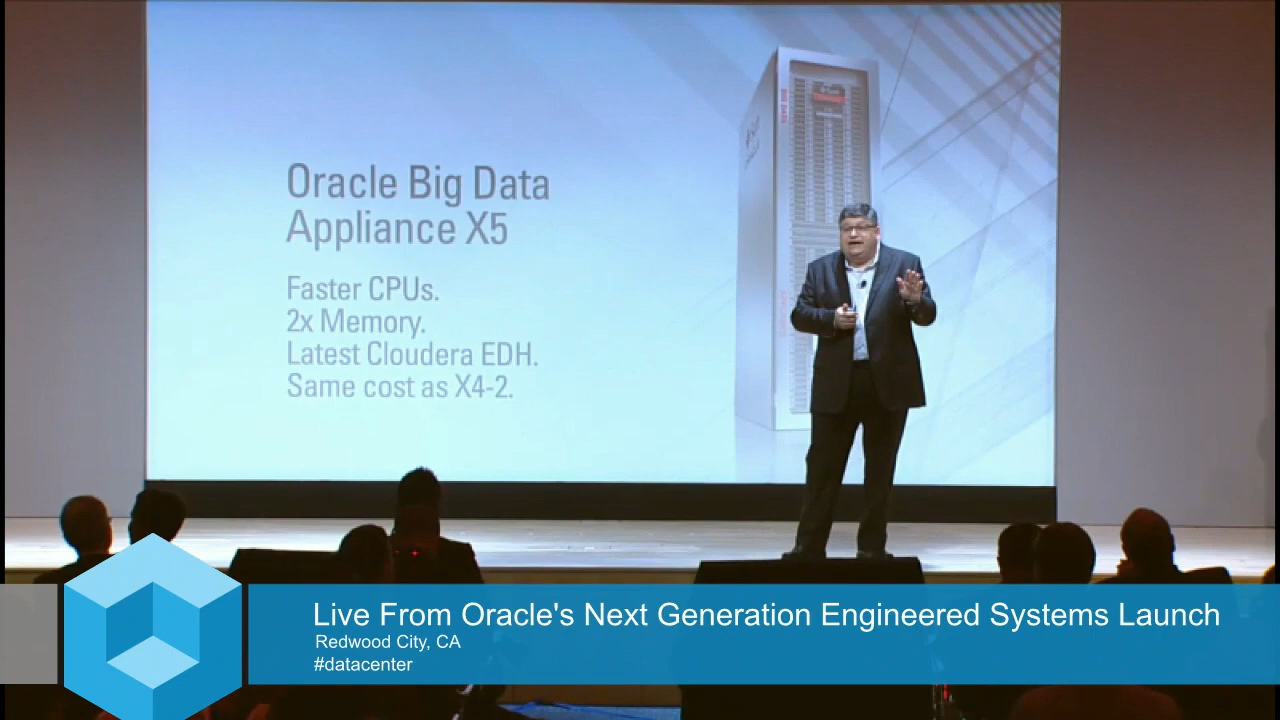 Oracle Big Data
Appliance X5
Faster CPUs.
2x Memory.
Latest Cloudera EDH.
Same cost as X4-2.
Live From Oracle's Next Generation Engineered Systems Launch
Redwood City, CA
#datacenter